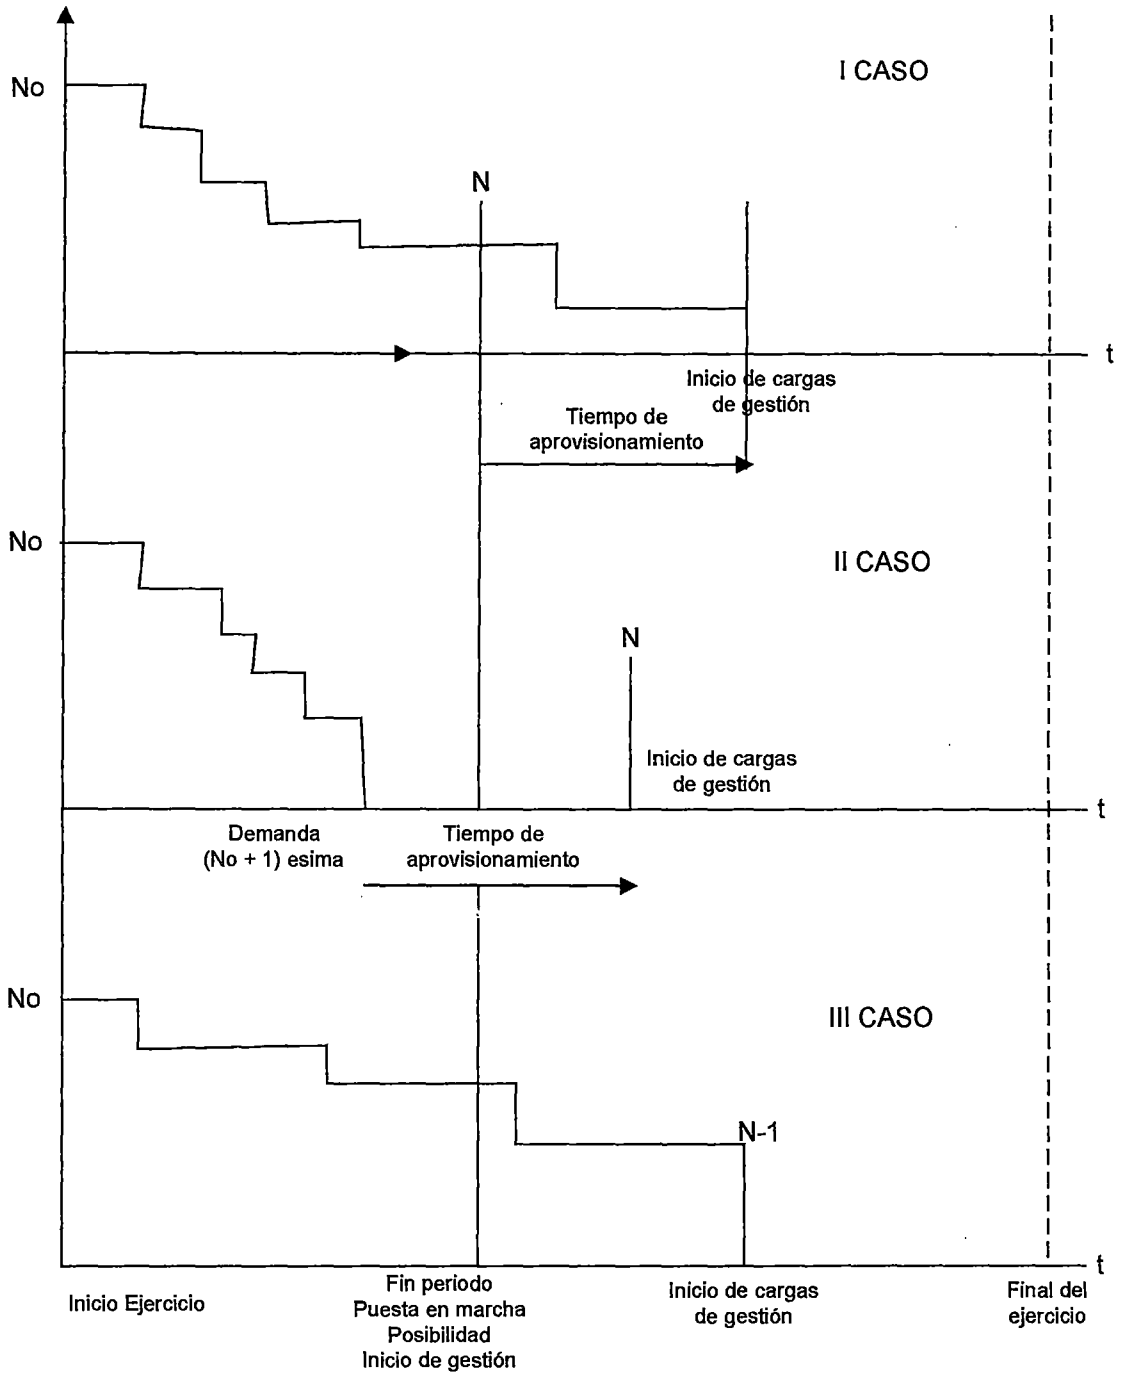 I CASO
No
N
t
Inicio de cargas
de gestión
Tiempo de
aprovisionamiento
No
II CASO
N
Inicio de cargas
de gestión
t
Demanda
(No + 1) esima
Tiempo de
aprovisionamiento
No
III CASO
N-1
t
Inicio Ejercicio
Fin periodo
Puesta en marcha
Posibilidad
Inicio de gestión
Inicio de cargas
de gestión
Final del
ejercicio